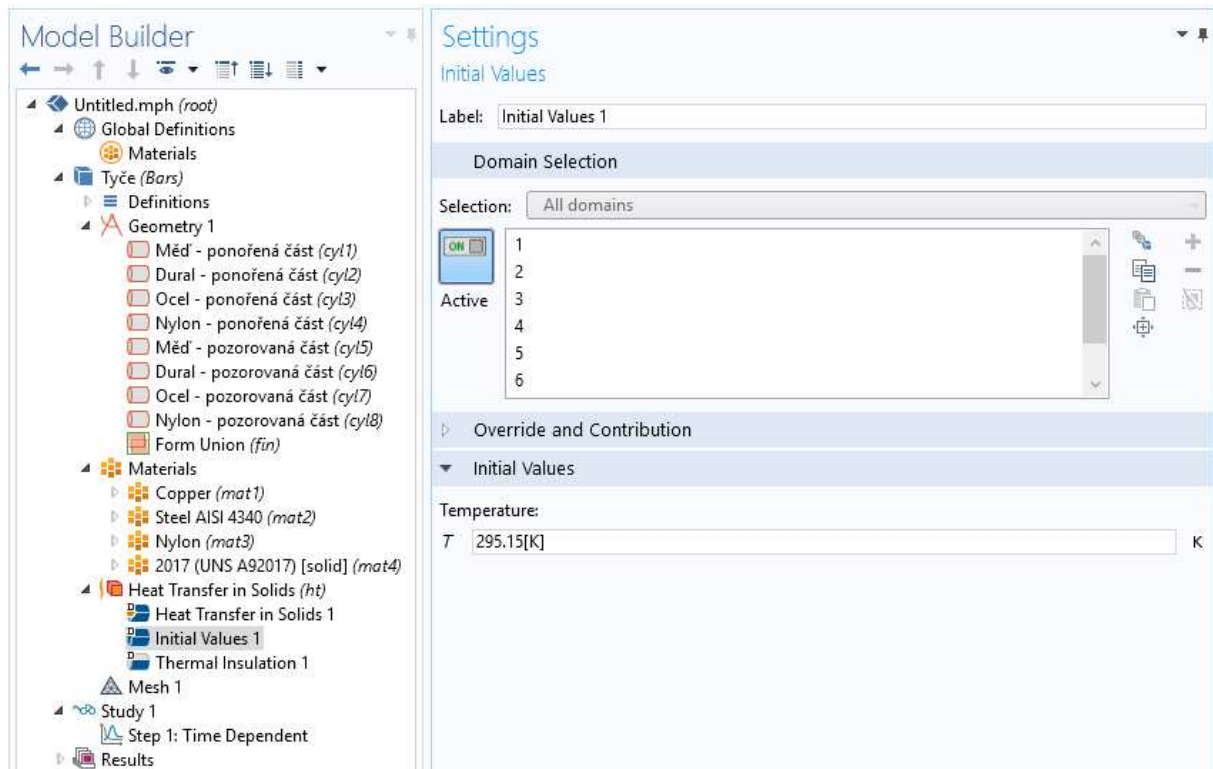 Model Builder
Untitled.mph (root)
Global Definitions
Materials
Tyče (Bars)
Definitions
Geometry 1
Měď - ponořená část (cyl1)
Dural - ponořená část (cyl2)
Ocel - ponořená část (cyl3)
Nylon - ponořená část (cyl4)
Měď - pozorovaná část (cyl5)
Dural - pozorovaná část (cyl6)
Ocel - pozorovaná část (cyl7)
Nylon - pozorovaná část (cyl8)
Form Union (fin)
Materials
Copper (mat1)
Steel AISI 4340 (mat2)
Nylon (mat3)
2017 (UNS A92017) [solid] (mat4)
Heat Transfer in Solids (ht)
Heat Transfer in Solids 1
Initial Values 1
Thermal Insulation 1
Mesh 1
Study 1
Step 1: Time Dependent
Results
Settings
Initial Values
Label: Initial Values 1
Domain Selection
Selection: All domains
ON
Active
1
2
3
4
5
6
Override and Contribution
Initial Values
Temperature:
T 295.15[K] K